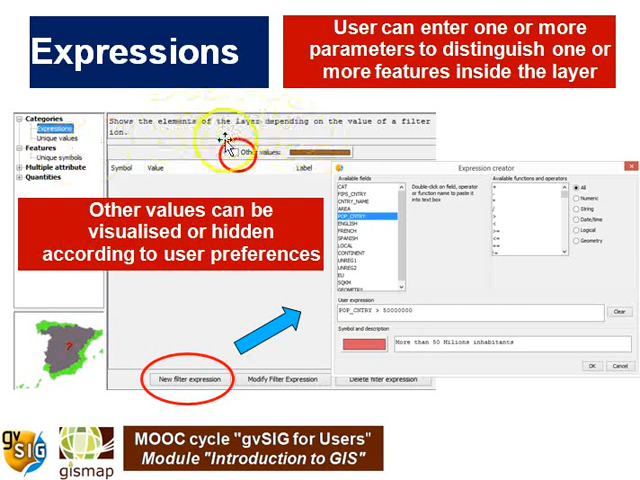 Expressions
User can enter one or more
parameters to distinguish one or
more features inside the layer
Categories
Expressions
Unique values
Features
Unique symbols
Multiple attribute
Quantities
Shows the elements of the layer depending on the value of a filter
ion.
Other values:
Symbol Value Label
Other values can be
visualised or hidden
according to user preferences
Expression creator
Available fields
CAT
FIPS_CNTRY
CNTRY_NAME
AREA
POP_CNTRY
ENGLISH
FRENCH
SPANISH
LOCAL
CONTINENT
UNREG1
UNREG2
EU
SQKM
GEOMETRY
Double-click on field, operator
or function name to paste it
into text box
Available functions and operators
+
-
*
/
>
<
>=
<=
==
!=
All
Numeric
String
Date/time
Logical
Geometry
User expression
POP_CNTRY > 50000000
Clear
Symbol and description
More than 50 Milions inhabitants
OK Cancel
?
New filter expression Modify Filter Expression Delete filter expression
gv
SIG
gismap
MOOC cycle "gvSIG for Users"
Module "Introduction to GIS"